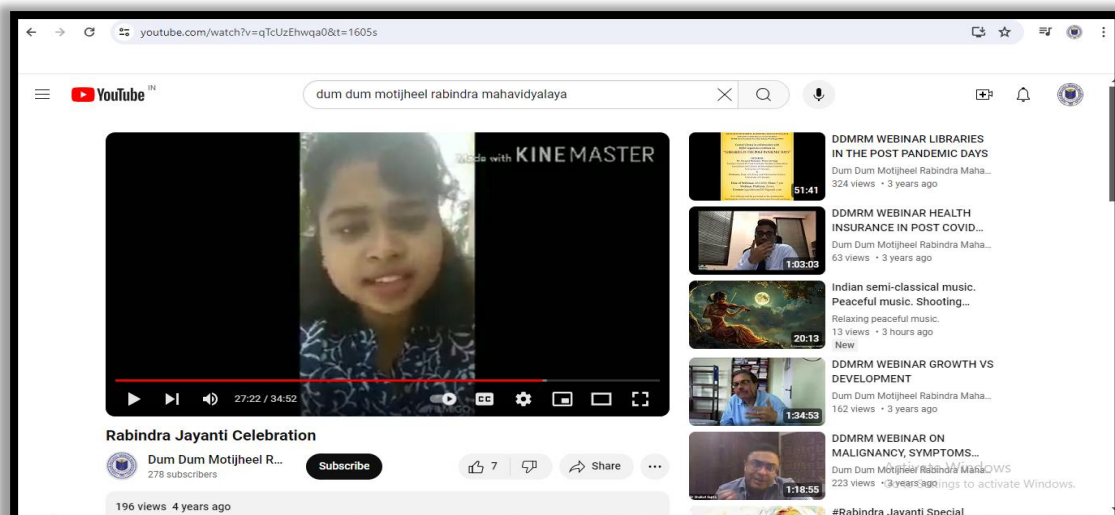 youtube.com/watch?v=qTcUzEhwqa0&t=1605s
YouTube IN
dum dum motijheel rabindra mahavidyalaya
Made with KINEMASTER
27:22 / 34:52
CC
Rabindra Jayanti Celebration
Dum Dum Motijheel R...
278 subscribers
Subscribe
7
Share
196 views 4 years ago
51:41
DDMRM WEBINAR LIBRARIES
IN THE POST PANDEMIC DAYS
Dum Dum Motijheel Rabindra Maha...
324 views • 3 years ago
1:03:03
DDMRM WEBINAR HEALTH
INSURANCE IN POST COVID...
Dum Dum Motijheel Rabindra Maha...
63 views • 3 years ago
20:13
Indian semi-classical music.
Peaceful music. Shooting...
Relaxing peaceful music.
13 views • 3 hours ago
New
1:34:53
DDMRM WEBINAR GROWTH VS
DEVELOPMENT
Dum Dum Motijheel Rabindra Maha...
162 views • 3 years ago
1:18:55
DDMRM WEBINAR ON
MALIGNANCY, SYMPTOMS...
Dum Dum Motijheel Rabindra Maha...
223 views • 3 years ago
Activate Windows
Go to Settings to activate Windows.
#Rabindra Jayanti Special